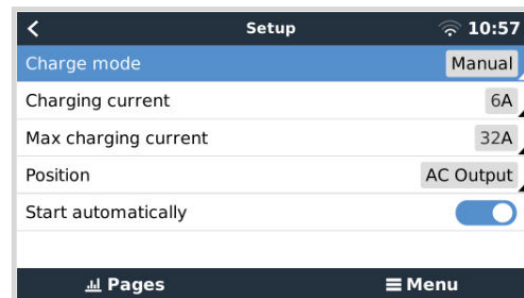 Setup 10:57
Charge mode Manual
Charging current 6A
Max charging current 32A
Position AC Output
Start automatically
Pages Menu